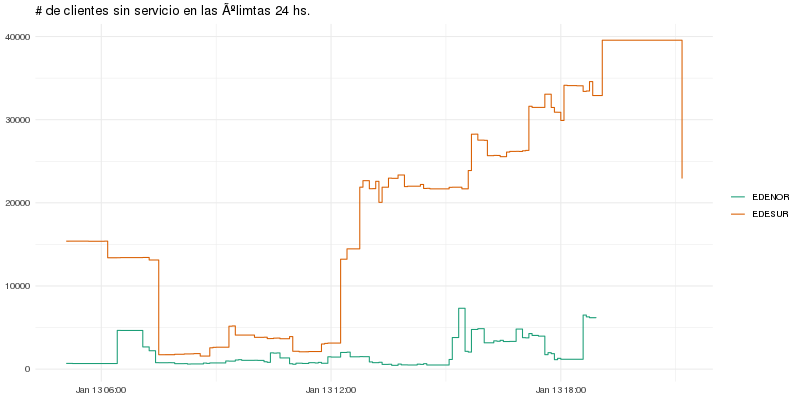 # de clientes sin servicio en las Ãºlimtas 24 hs.
40000
30000
20000
10000
0
Jan 13 06:00
Jan 13 12:00
Jan 13 18:00
EDENOR
EDESUR